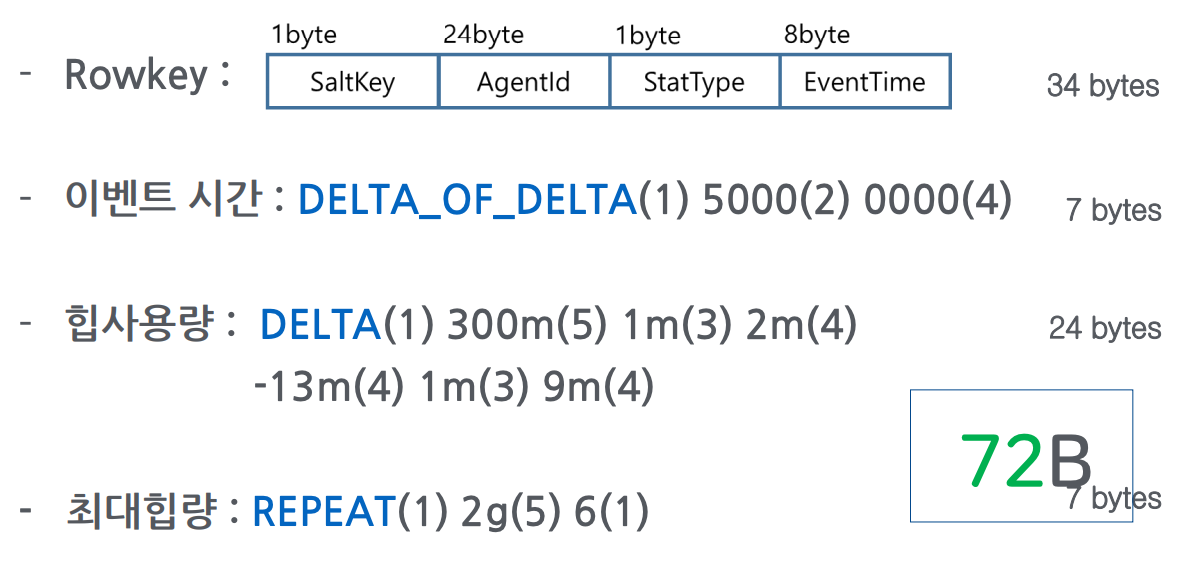 1byte 24byte 1byte 8byte
- Rowkey : SaltKey AgentId StatType EventTime 34 bytes
- 이벤트 시간 : DELTA_OF_DELTA(1) 5000(2) 0000(4) 7 bytes
- 힙사용량 : DELTA(1) 300m(5) 1m(3) 2m(4) 24 bytes
-13m(4) 1m(3) 9m(4)
72B
- 최대힙량 : REPEAT(1) 2g(5) 6(1) 7 bytes